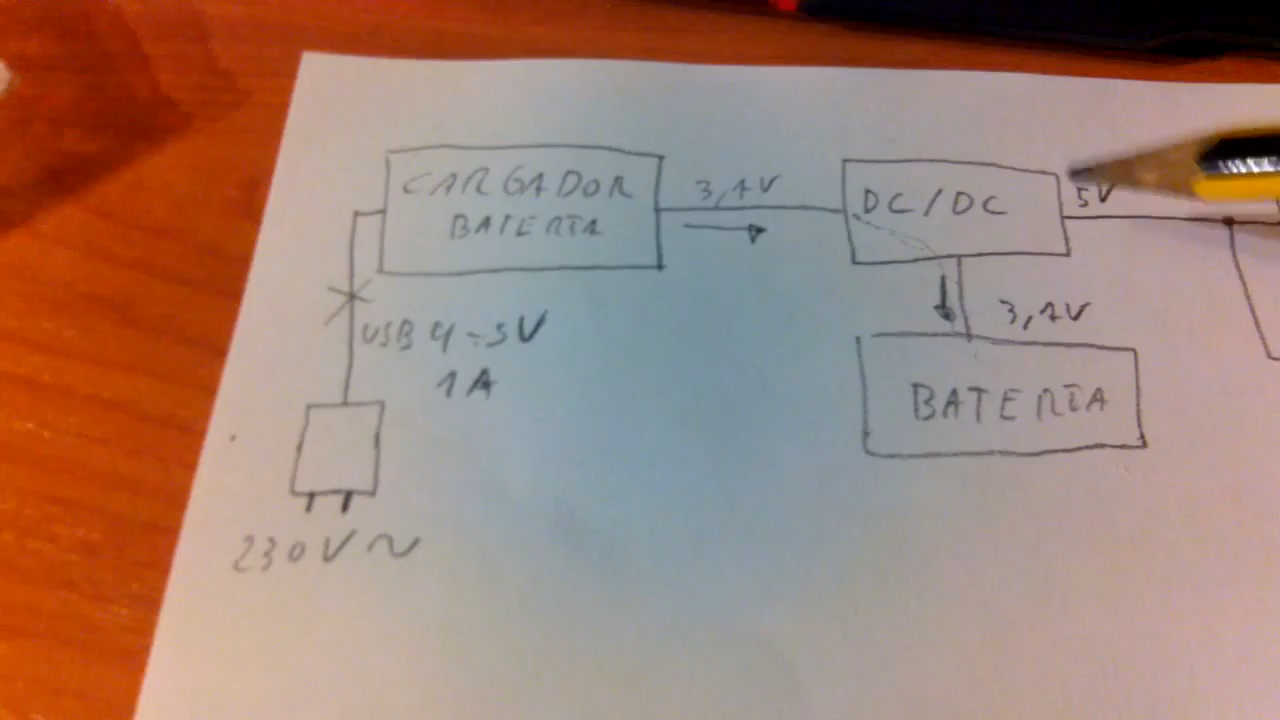 CARGADOR
BATERIA
3,7V
DC/DC
5V
USB 4-5V
1A
3,7V
BATERIA
230V~